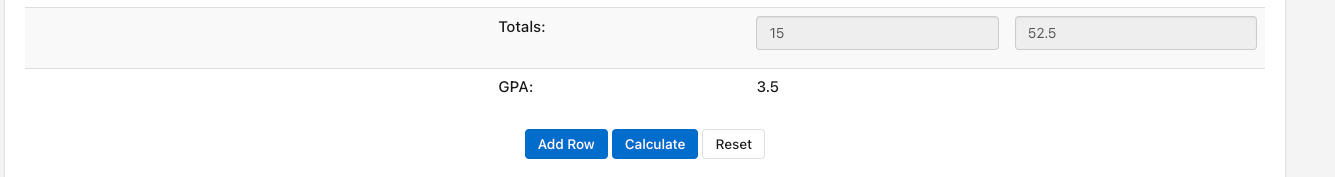 Totals: 15 52.5
GPA: 3.5
Add Row Calculate Reset